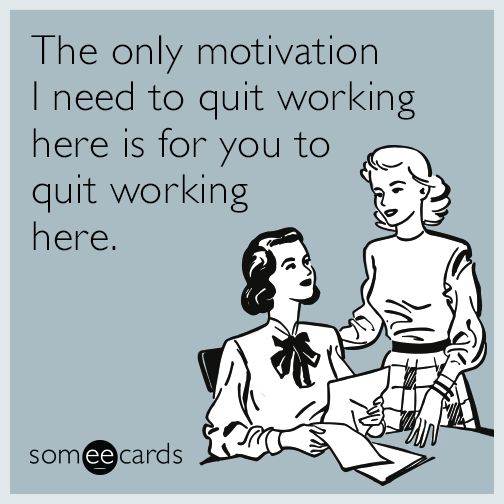 The only motivation
I need to quit working
here is for you to
quit working
here.
someecards